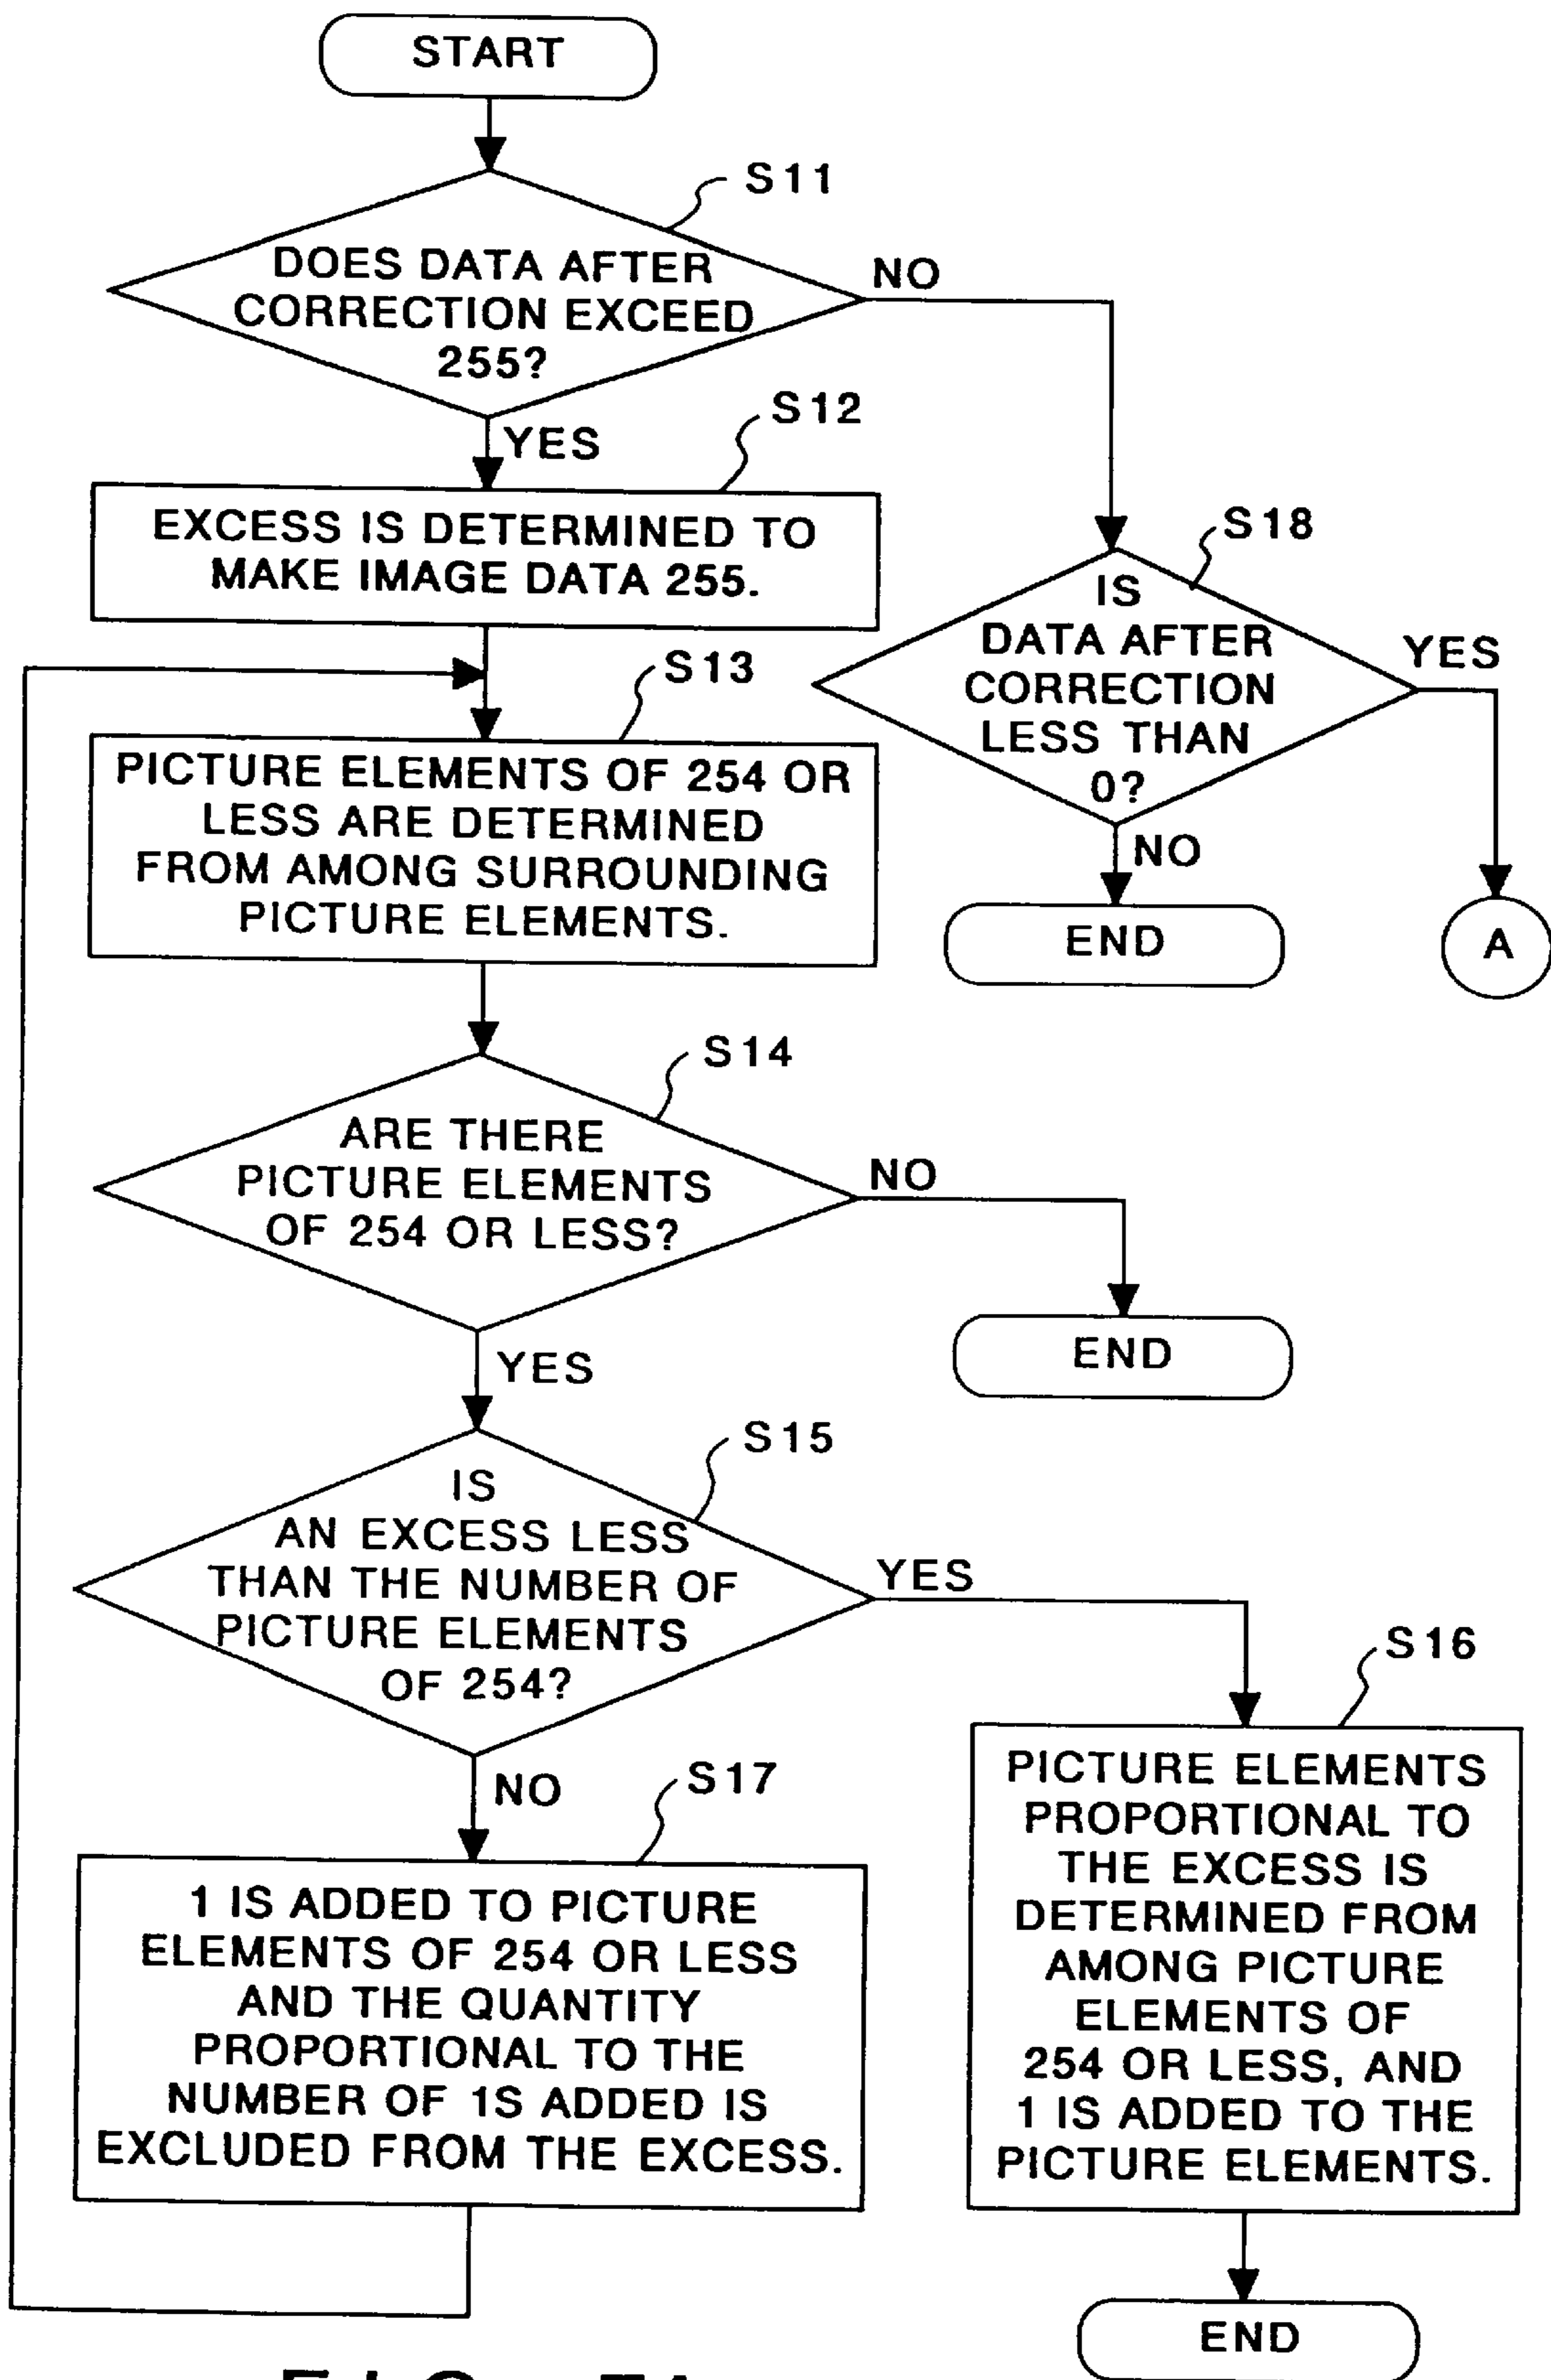 START
S11
DOES DATA AFTER
CORRECTION EXCEED
255?
NO
YES
S12
EXCESS IS DETERMINED TO
MAKE IMAGE DATA 255.
S18
IS
DATA AFTER
CORRECTION
LESS THAN
0?
YES
NO
END
A
S13
PICTURE ELEMENTS OF 254 OR
LESS ARE DETERMINED
FROM AMONG SURROUNDING
PICTURE ELEMENTS.
S14
ARE THERE
PICTURE ELEMENTS
OF 254 OR LESS?
NO
END
YES
S15
IS
AN EXCESS LESS
THAN THE NUMBER OF
PICTURE ELEMENTS
OF 254?
YES
NO
S16
PICTURE ELEMENTS
PROPORTIONAL TO
THE EXCESS IS
DETERMINED FROM
AMONG PICTURE
ELEMENTS OF
254 OR LESS, AND
1 IS ADDED TO THE
PICTURE ELEMENTS.
END
S17
1 IS ADDED TO PICTURE
ELEMENTS OF 254 OR LESS
AND THE QUANTITY
PROPORTIONAL TO THE
NUMBER OF 1S ADDED IS
EXCLUDED FROM THE EXCESS.